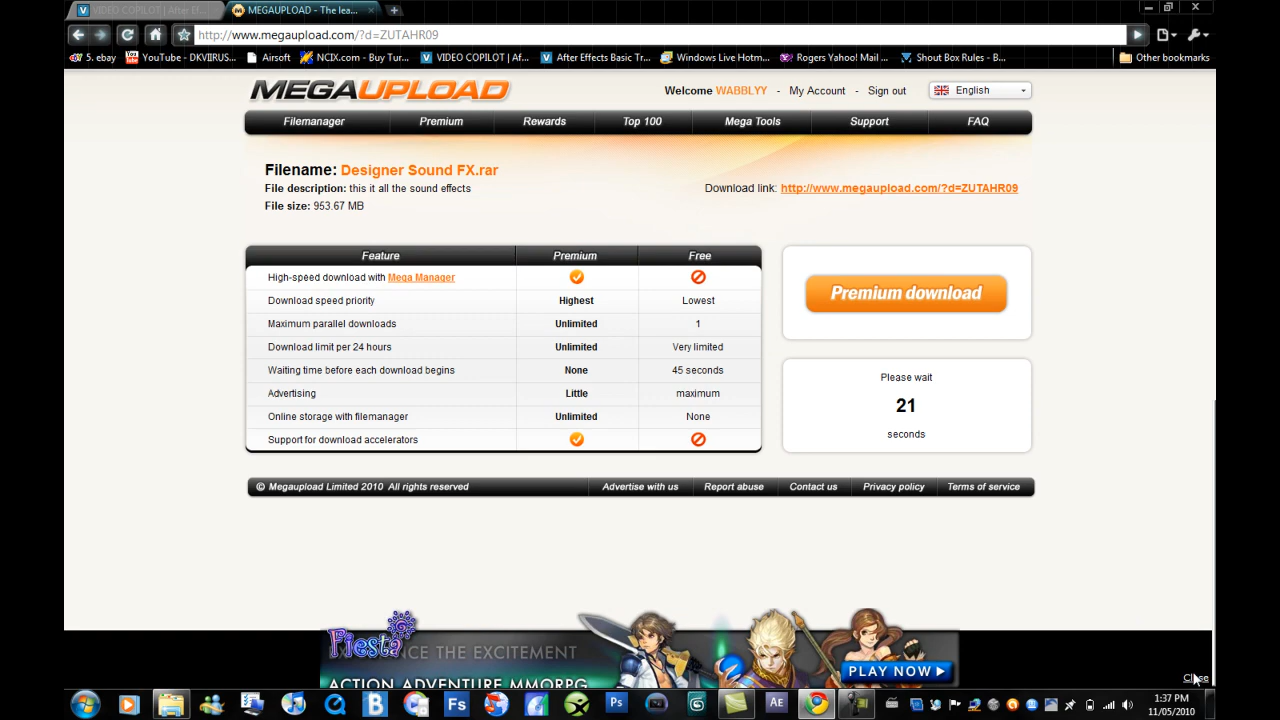 VIDEO COPILOT | After Eff...
MEGAUPLOAD - The lea...
http://www.megaupload.com/?d=ZUTAHR09
5. ebay
YouTube - DKVIRUS...
Airsoft
NCIX.com - Buy Tur...
VIDEO COPILOT | Af...
After Effects Basic Tr...
Windows Live Hotm...
Rogers Yahoo! Mail ...
Shout Box Rules - B...
Other bookmarks
MEGAUPLOAD
Welcome WABBLYY - My Account - Sign out
English
Filemanager Premium Rewards Top 100 Mega Tools Support FAQ
Filename: Designer Sound FX.rar
File description: this it all the sound effects
Download link: http://www.megaupload.com/?d=ZUTAHR09
File size: 953.67 MB
Feature Premium Free
High-speed download with Mega Manager
Download speed priority Highest Lowest
Maximum parallel downloads Unlimited 1
Download limit per 24 hours Unlimited Very limited
Waiting time before each download begins None 45 seconds
Advertising Little maximum
Online storage with filemanager Unlimited None
Support for download accelerators
Premium download
Please wait
21
seconds
© Megaupload Limited 2010 All rights reserved
Advertise with us Report abuse Contact us Privacy policy Terms of service
Fiesta
CE THE EXCITEMENT
ACTION ADVENTURE MMORPG
PLAY NOW
Close
B
Fs
Ps
Ae
1:37 PM
11/05/2010